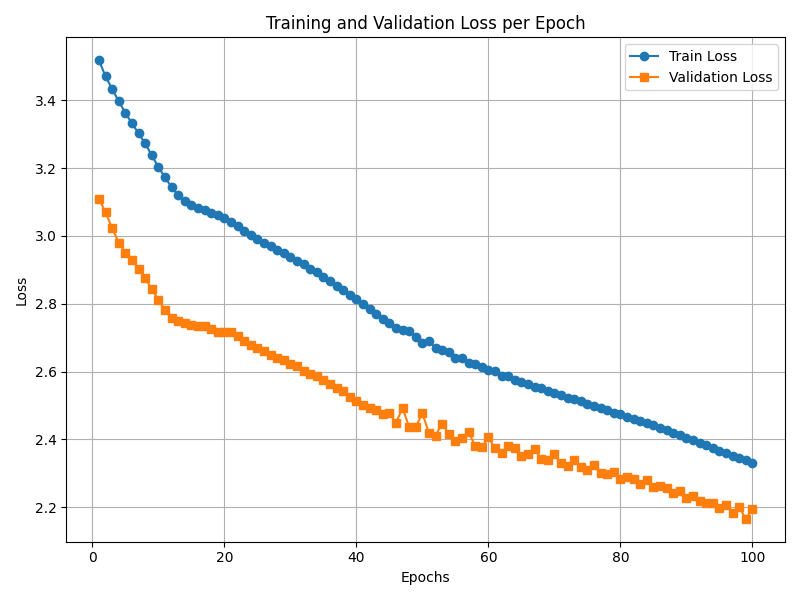 Training and Validation Loss per Epoch
Train Loss
Validation Loss
3.4
3.2
3.0
2.8
2.6
2.4
2.2
Loss
0 20 40 60 80 100
Epochs